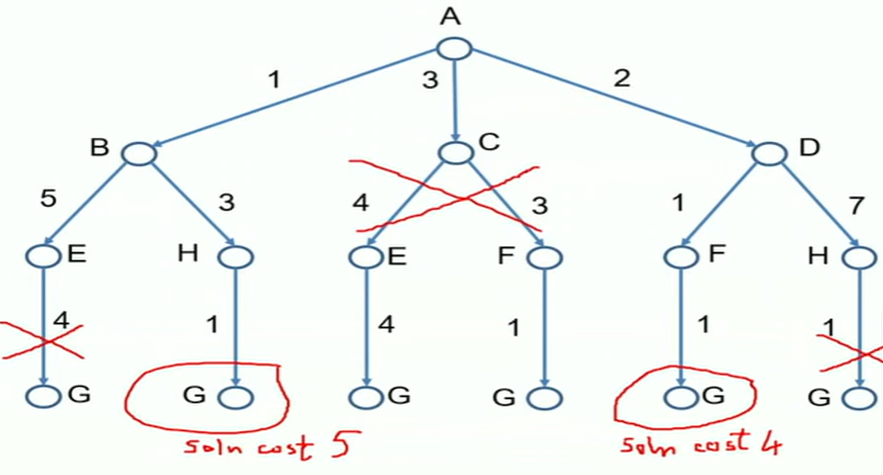 A
1 3 2
B C D
5 3 4 3 1 7
E H E F F H
4 1 4 1 1 1
G G G G G G
soln cost 5 soln cost 4